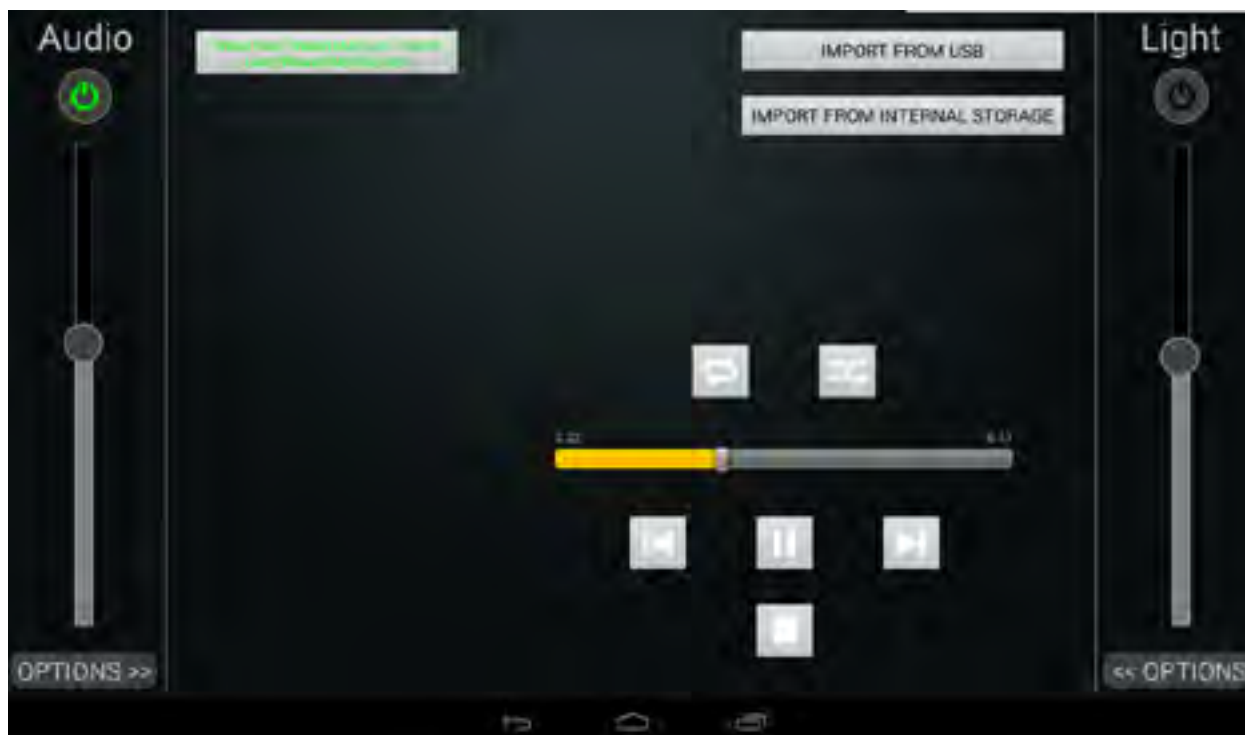 Audio
IMPORT FROM USB
Light
IMPORT FROM INTERNAL STORAGE
OPTIONS >>
<< OPTIONS